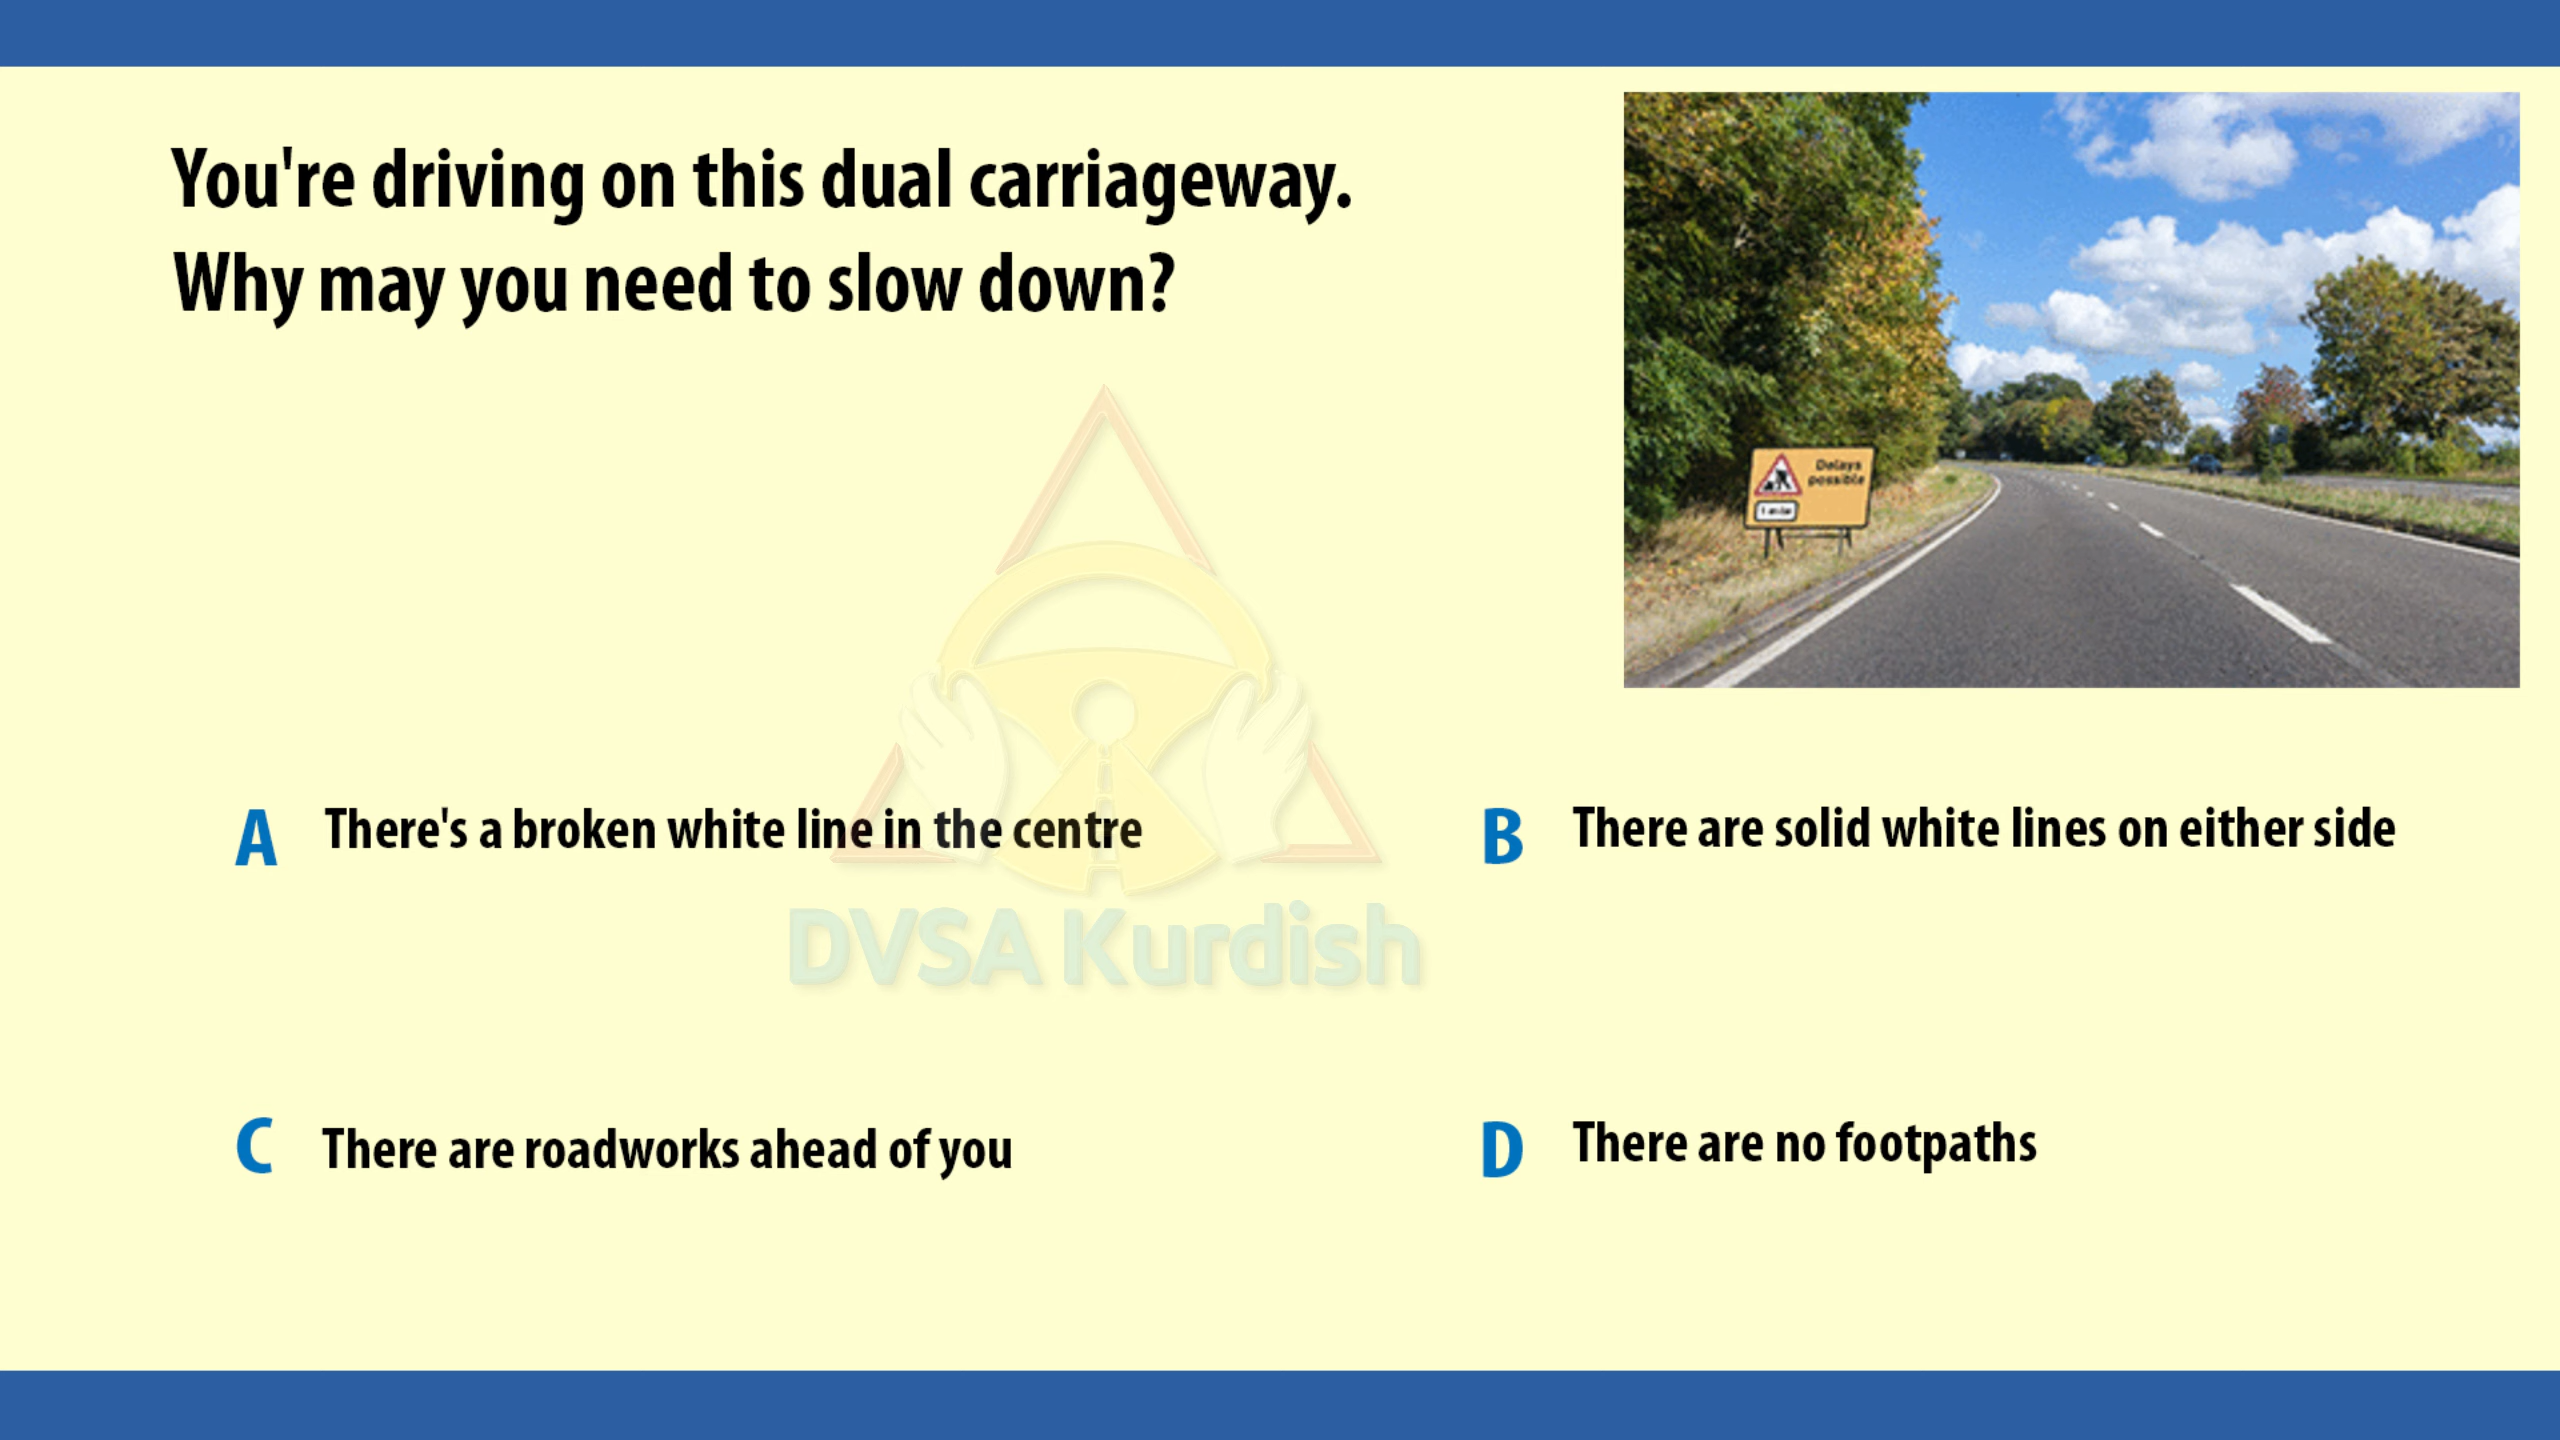 You're driving on this dual carriageway.
Why may you need to slow down?
Delays
possible
1 mile
A There's a broken white line in the centre
B There are solid white lines on either side
DVSA Kurdish
C There are roadworks ahead of you
D There are no footpaths